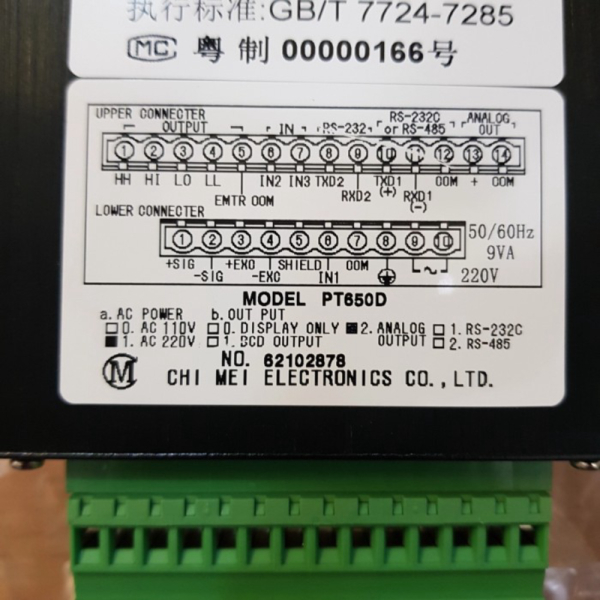 执行标准:GB/T 7724-7285
MC 粤 制 00000166号
UPPER CONNECTER
OUTPUT IN RS-232 RS-232C or RS-485 ANALOG OUT
1 2 3 4 5 6 7 8 9 10 11 12 13 14
HH HI LO LL IN2 IN3 TXD2 TXD1 COM + COM
EMTR COM RXD2 (+) RXD1 (-)
LOWER CONNECTER
1 2 3 4 5 6 7 8 9 10 50/60Hz
9VA
+SIG +EXC SHIELD COM ~ 220V
-SIG -EXC IN1
MODEL PT650D
a. AC POWER b. OUT PUT
0. AC 110V 0. DISPLAY ONLY 2. ANALOG 1. RS-232C
1. AC 220V 1. BCD OUTPUT OUTPUT 2. RS-485
NO. 62102878
M CHI MEI ELECTRONICS CO., LTD.